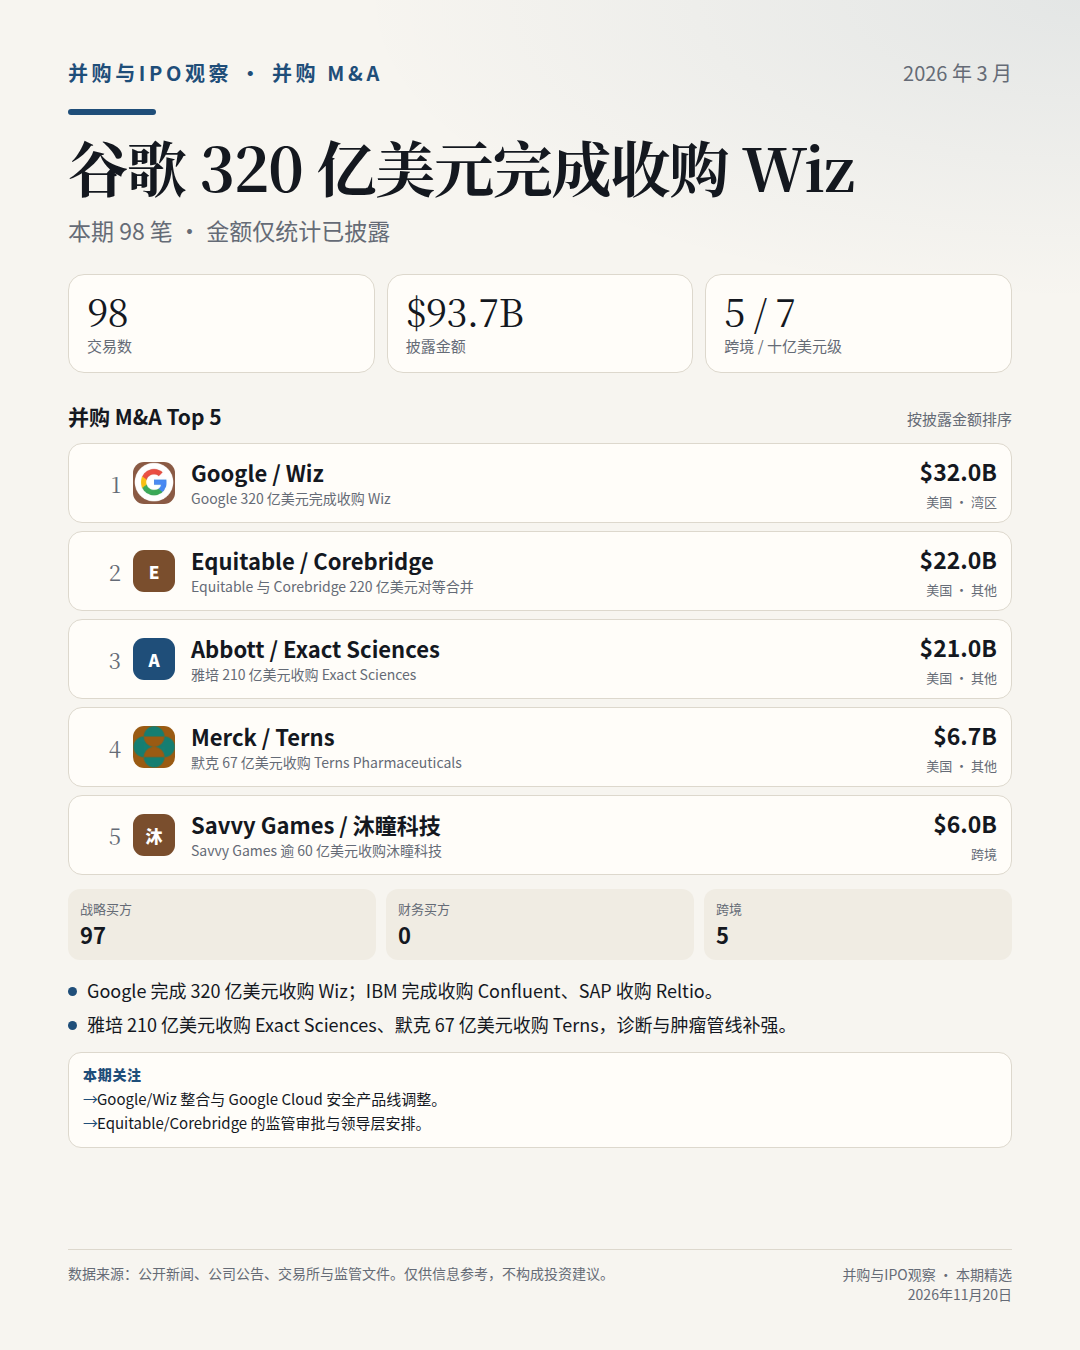 并购与IPO观察 · 并购 M&A
2026 年 3 月
谷歌 320 亿美元完成收购 Wiz
本期 98 笔 · 金额仅统计已披露
98
交易数
$93.7B
披露金额
5 / 7
跨境 / 十亿美元级
并购 M&A Top 5
按披露金额排序
1
Google / Wiz
Google 320 亿美元完成收购 Wiz
$32.0B
美国 · 湾区
2
E
Equitable / Corebridge
Equitable 与 Corebridge 220 亿美元对等合并
$22.0B
美国 · 其他
3
A
Abbott / Exact Sciences
雅培 210 亿美元收购 Exact Sciences
$21.0B
美国 · 其他
4
Merck / Terns
默克 67 亿美元收购 Terns Pharmaceuticals
$6.7B
美国 · 其他
5
沐
Savvy Games / 沐瞳科技
Savvy Games 逾 60 亿美元收购沐瞳科技
$6.0B
跨境
战略买方
97
财务买方
0
跨境
5
Google 完成 320 亿美元收购 Wiz；IBM 完成收购 Confluent、SAP 收购 Reltio。
雅培 210 亿美元收购 Exact Sciences、默克 67 亿美元收购 Terns，诊断与肿瘤管线补强。
本期关注
→Google/Wiz 整合与 Google Cloud 安全产品线调整。
→Equitable/Corebridge 的监管审批与领导层安排。
数据来源：公开新闻、公司公告、交易所与监管文件。仅供信息参考，不构成投资建议。
并购与IPO观察 · 本期精选
2026年11月20日